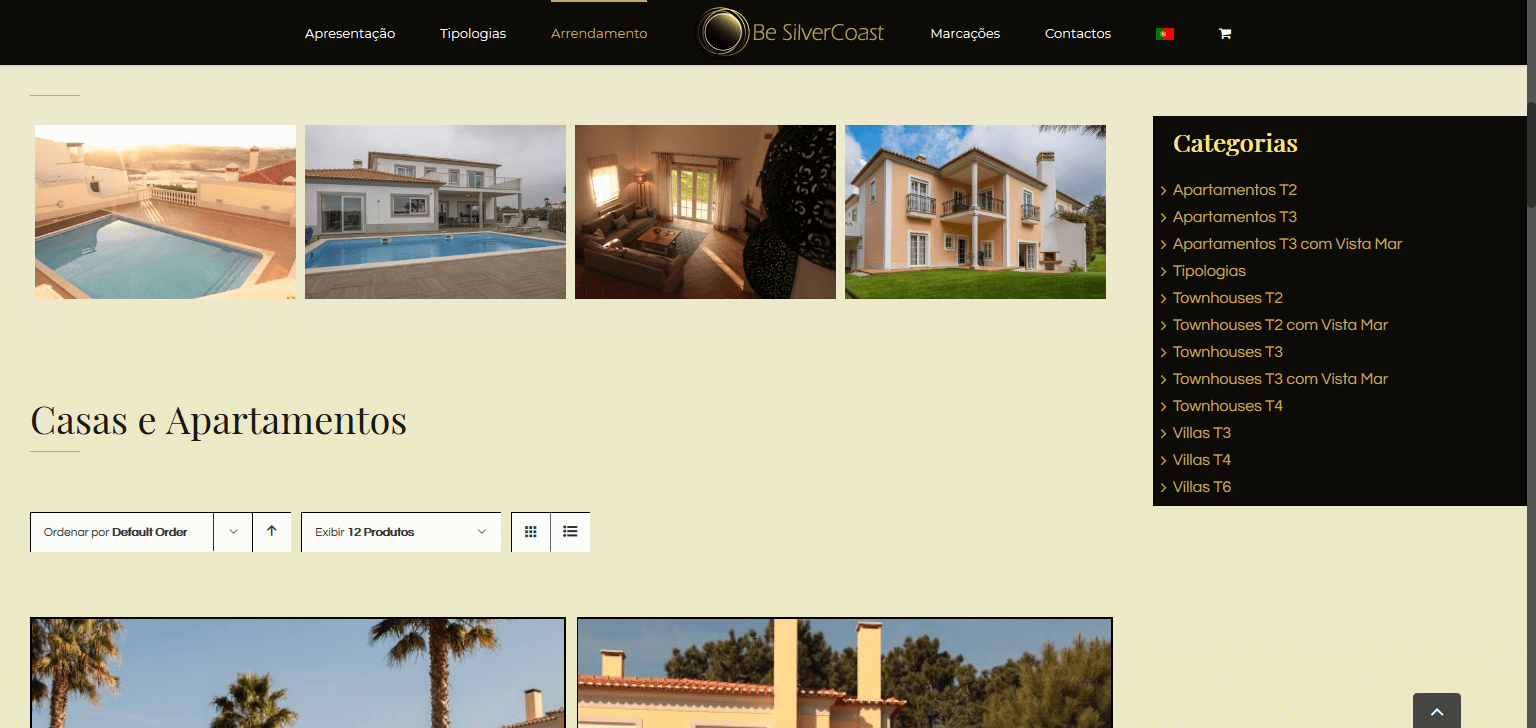 Apresentação Tipologias Arrendamento Be SilverCoast Marcações Contactos
Categorias
Apartamentos T2
Apartamentos T3
Apartamentos T3 com Vista Mar
Tipologias
Townhouses T2
Townhouses T2 com Vista Mar
Townhouses T3
Townhouses T3 com Vista Mar
Townhouses T4
Villas T3
Villas T4
Villas T6
Casas e Apartamentos
Ordenar por Default Order
Exibir 12 Produtos